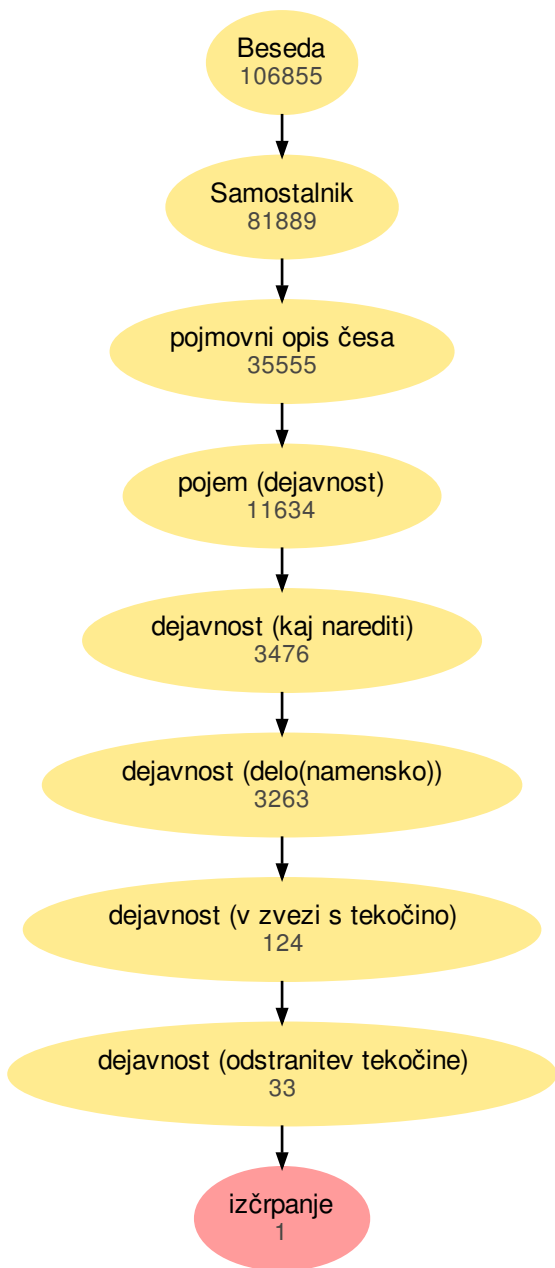 Beseda
106855
Samostalnik
81889
pojmovni opis česa
35555
pojem (dejavnost)
11634
dejavnost (kaj narediti)
3476
dejavnost (delo(namensko))
3263
dejavnost (v zvezi s tekočino)
124
dejavnost (odstranitev tekočine)
33
izčrpanje
1